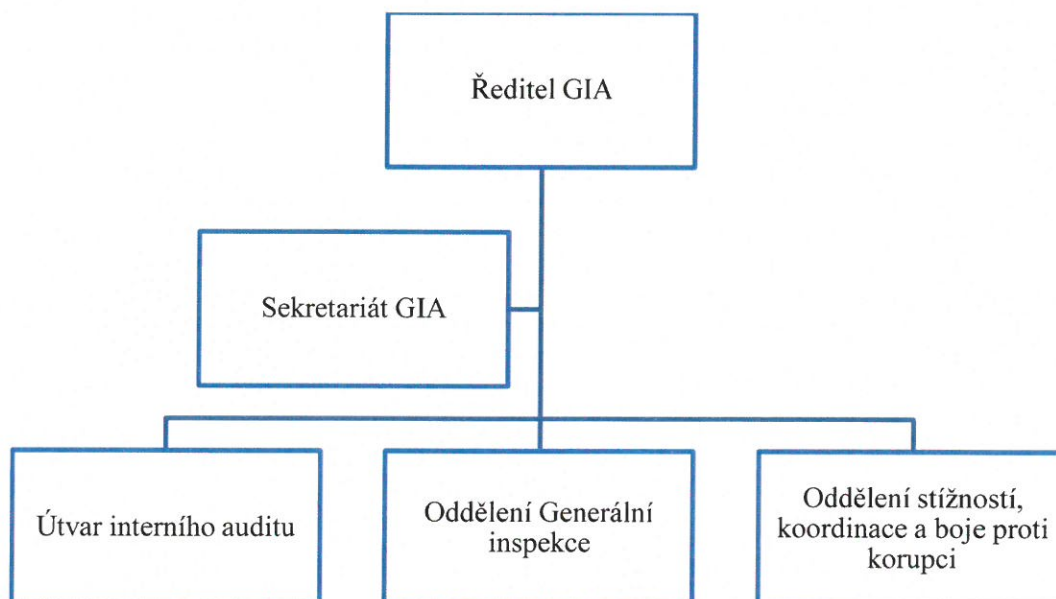 Ředitel GIA
Sekretariát GIA
Útvar interního auditu
Oddělení Generální
inspekce
Oddělení stížností,
koordinace a boje proti
korupci